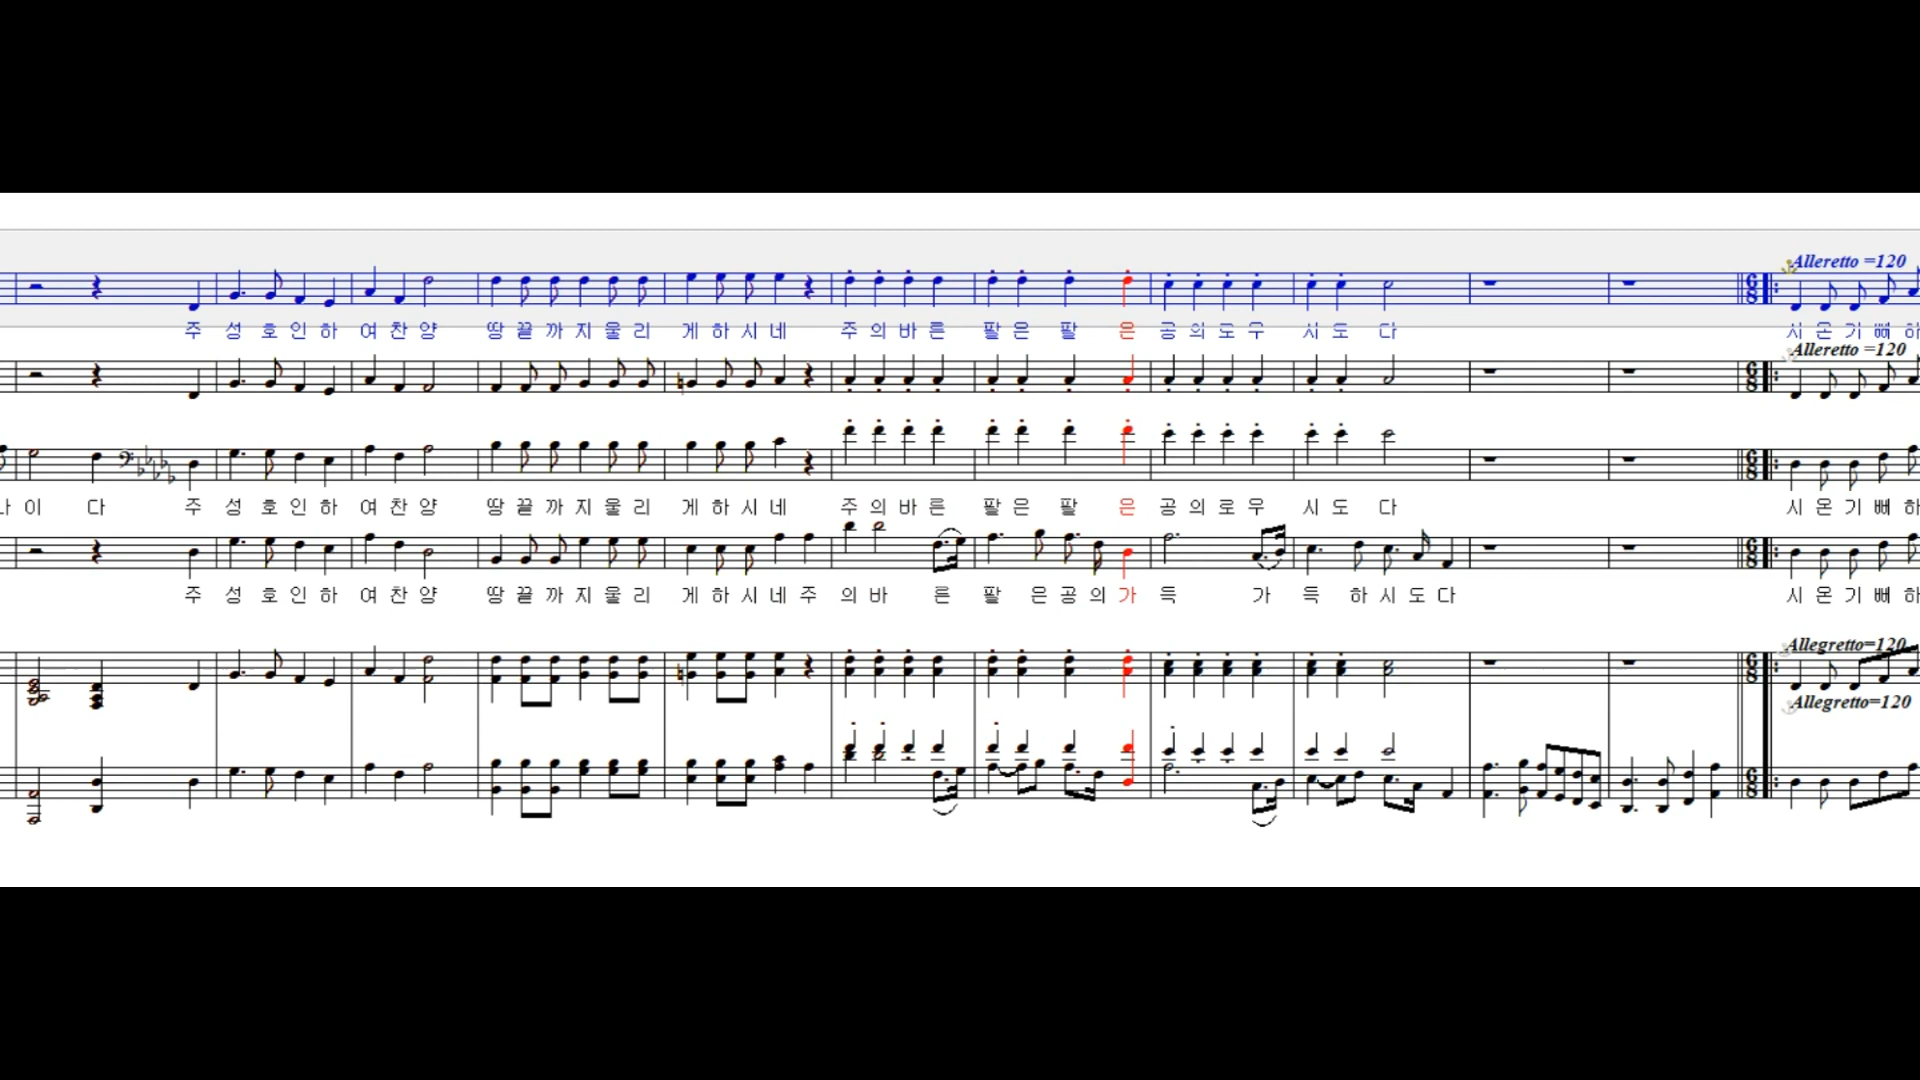 Alleretto =120
주 성 호 인 하 여 찬 양 땅 끝 까 지 울 리 게 하 시 네 주 의 바 른 팔 은 팔 은 공 의 도 우 시 도 다 시 온 기 뻐 하
Alleretto =120
나 이 다 주 성 호 인 하 여 찬 양 땅 끝 까 지 울 리 게 하 시 네 주 의 바 른 팔 은 팔 은 공 의 로 우 시 도 다 시 온 기 뻐 하
주 성 호 인 하 여 찬 양 땅 끝 까 지 울 리 게 하 시 네 주 의 바 른 팔 은 공 의 가 득 가 득 하 시 도 다 시 온 기 뻐 하
Allegretto=120
Allegretto=120